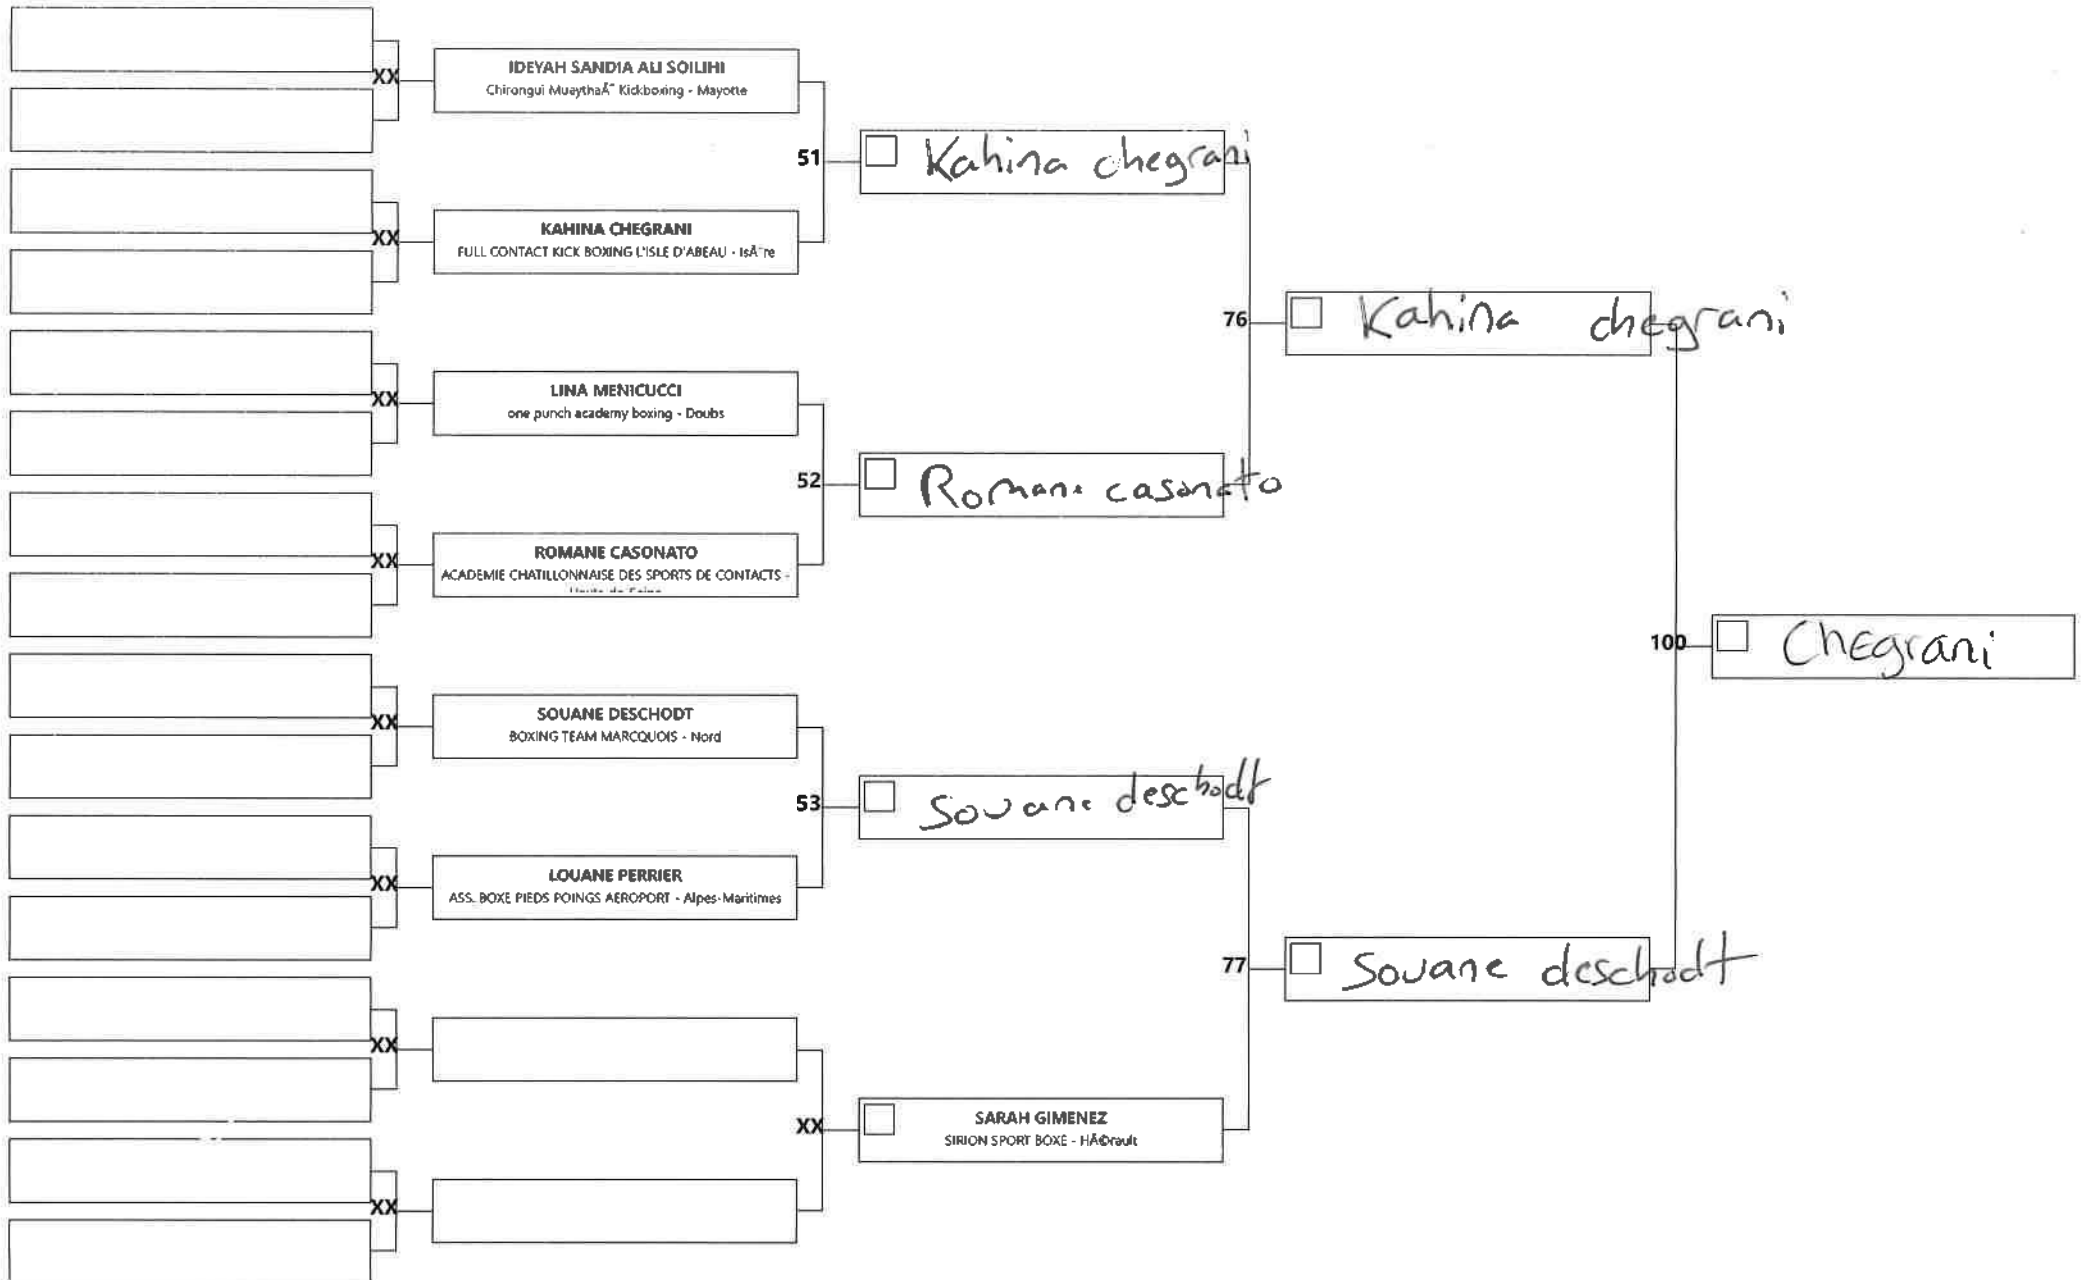 XX
IDEYAH SANDIA ALI SOILIHI
Chirongui MuaythaÃ¯ Kickboxing - Mayotte
51
Kahina chegrani
XX
KAHINA CHEGRANI
FULL CONTACT KICK BOXING L'ISLE D'ABEAU - IsÃ¨re
76
Kahina chegrani
XX
LINA MENICUCCI
one punch academy boxing - Doubs
52
Romane casonato
XX
ROMANE CASONATO
ACADEMIE CHATILLONNAISE DES SPORTS DE CONTACTS -
Hauts-de-Seine
100
Chegrani
XX
SOUANE DESCHODT
BOXING TEAM MARCQUOIS - Nord
53
Souane deschodt
XX
LOUANE PERRIER
ASS. BOXE PIEDS POINGS AEROPORT - Alpes-Maritimes
77
Souane deschodt
XX
XX
SARAH GIMENEZ
SIRION SPORT BOXE - HÃ©rault
XX